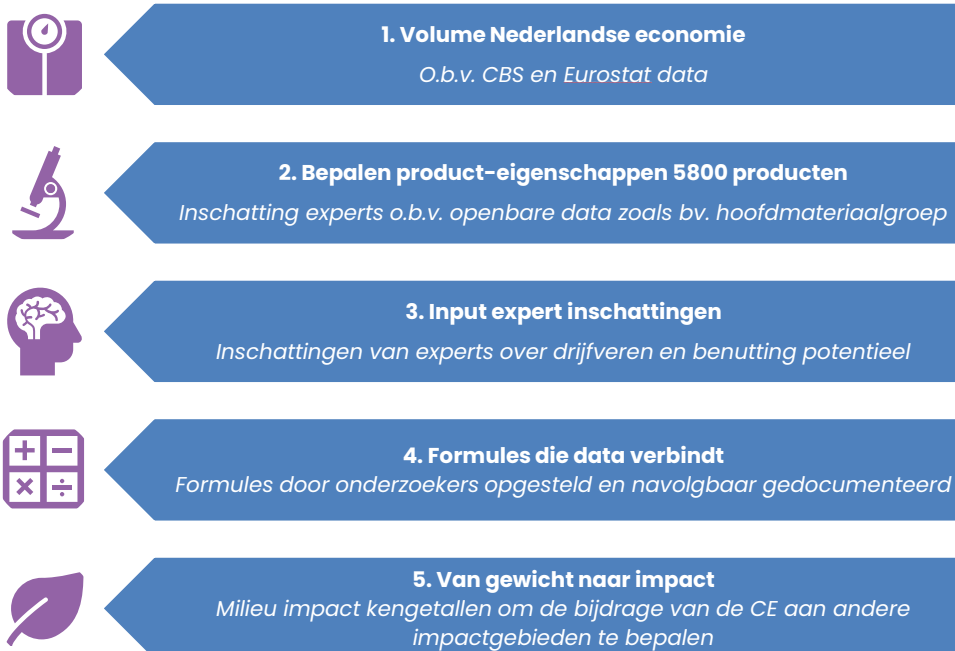 1. Volume Nederlandse economie
O.b.v. CBS en Eurostat data
2. Bepalen product-eigenschappen 5800 producten
Inschatting experts o.b.v. openbare data zoals bv. hoofdmateriaalgroep
3. Input expert inschattingen
Inschattingen van experts over drijfveren en benutting potentieel
4. Formules die data verbindt
Formules door onderzoekers opgesteld en navolgbaar gedocumenteerd
5. Van gewicht naar impact
Milieu impact kengetallen om de bijdrage van de CE aan andere
impactgebieden te bepalen